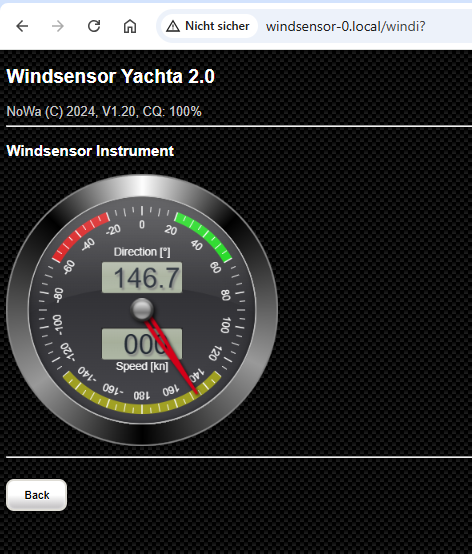 Nicht sicher windsensor-0.local/windi?
Windsensor Yachta 2.0
NoWa (C) 2024, V1.20, CQ: 100%
Windsensor Instrument
-20 0 20
-40 40
-60 60
-80 80
-100 100
-120 120
-140 140
-160 180 160
Direction [°]
146.7
000
Speed [kn]
Back